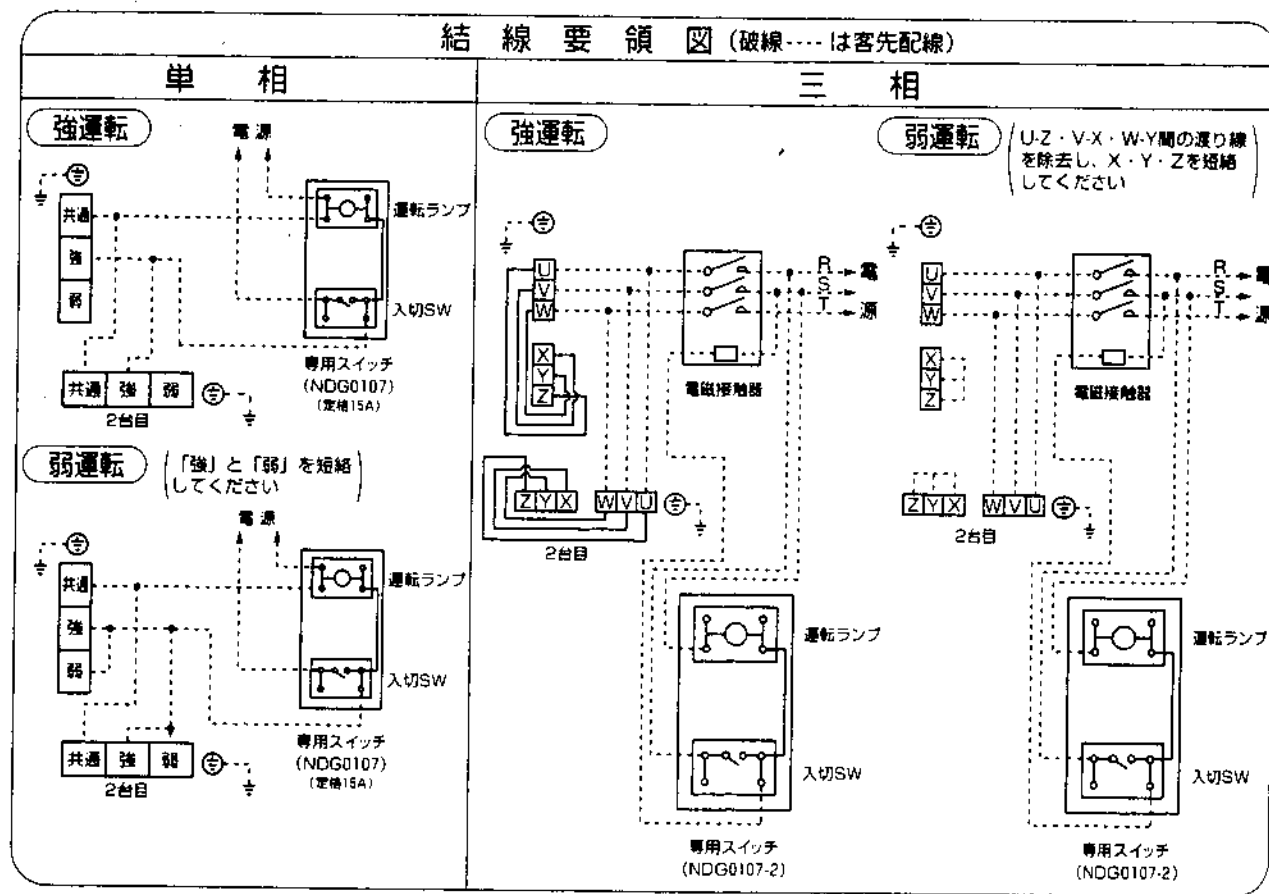 結線要領図(破線----は客先配線)
単相
強運転
電源
共通
強
弱
運転ランプ
入切SW
専用スイッチ
(NDG0107)
(定格15A)
共通 強 弱
2台目
弱運転
「強」と「弱」を短絡
してください
電源
共通
強
弱
運転ランプ
入切SW
専用スイッチ
(NDG0107)
(定格15A)
共通 強 弱
2台目
三相
強運転
U
V
W
X
Y
Z
R
S
T
電
源
電磁接触器
Z Y X W V U
2台目
運転ランプ
入切SW
専用スイッチ
(NDG0107-2)
弱運転
U-Z・V-X・W-Y間の渡り線
を除去し、X・Y・Zを短絡
してください
U
V
W
X
Y
Z
R
S
T
電
源
電磁接触器
Z Y X W V U
2台目
運転ランプ
入切SW
専用スイッチ
(NDG0107-2)